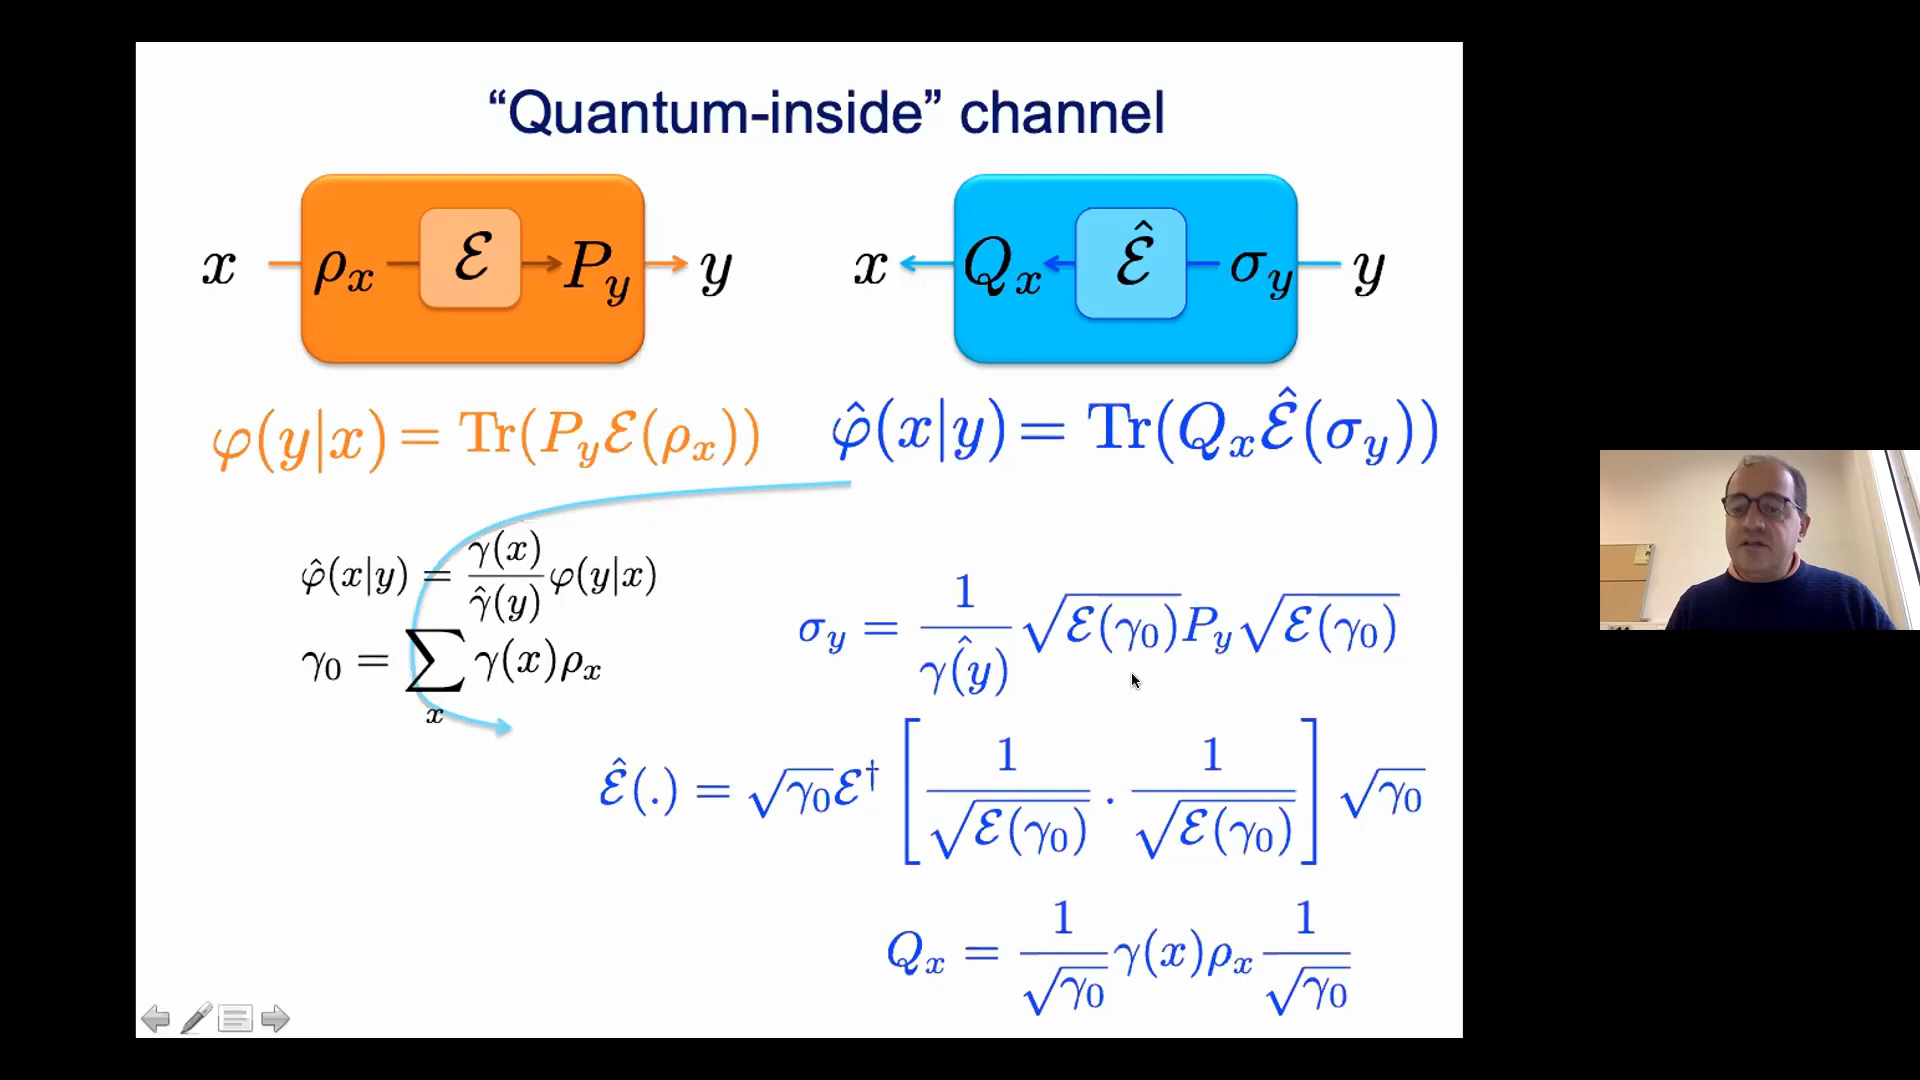 “Quantum-inside” channel
x ρ_x ℰ P_y y
x Q_x ℰ̂ σ_y y
φ(y|x) = Tr(P_y ℰ(ρ_x))
φ̂(x|y) = Tr(Q_x ℰ̂(σ_y))
φ̂(x|y) = γ(x)/γ̂(y) φ(y|x)
γ_0 = ∑_x γ(x)ρ_x
σ_y = 1/γ̂(y) √ℰ(γ_0) P_y √ℰ(γ_0)
ℰ̂(.) = √γ_0 ℰ† [ 1/√ℰ(γ_0) · 1/√ℰ(γ_0) ] √γ_0
Q_x = 1/√γ_0 γ(x)ρ_x 1/√γ_0